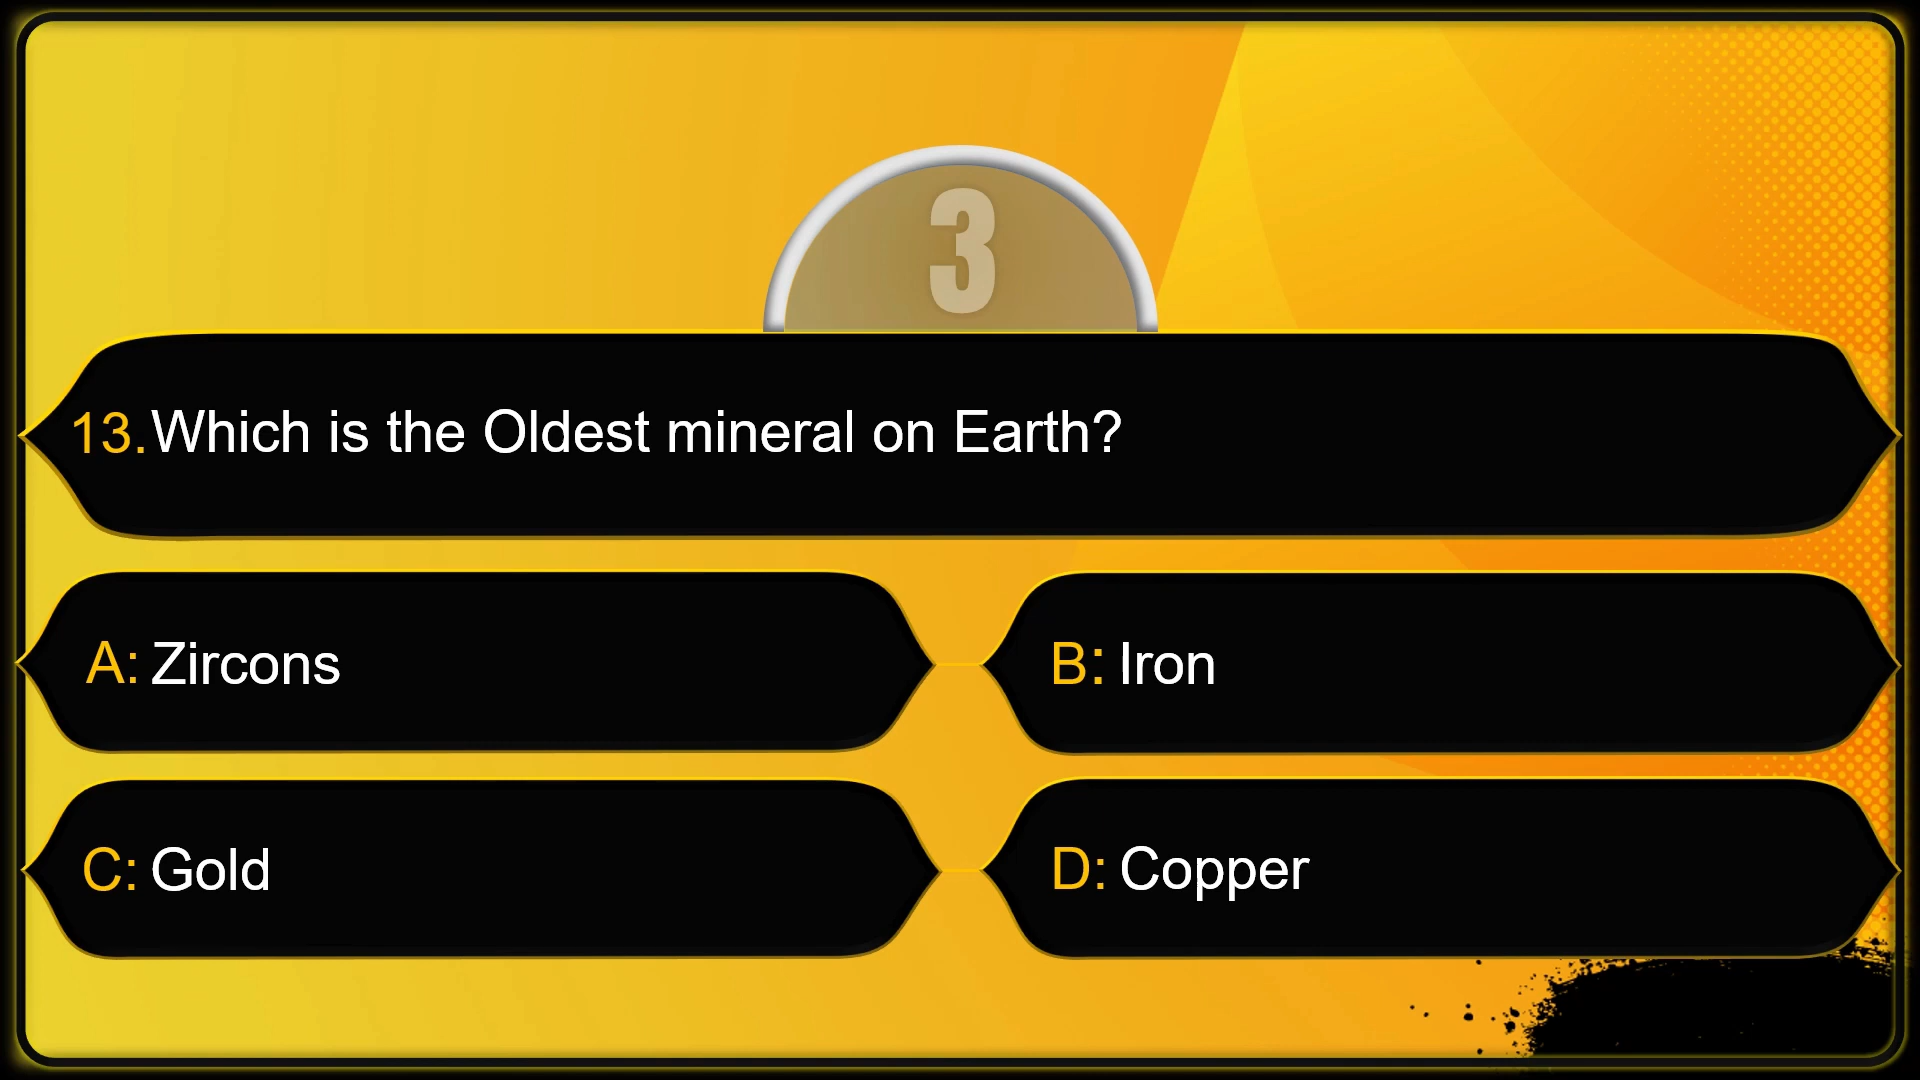 3
13. Which is the Oldest mineral on Earth?
A: Zircons
B: Iron
C: Gold
D: Copper